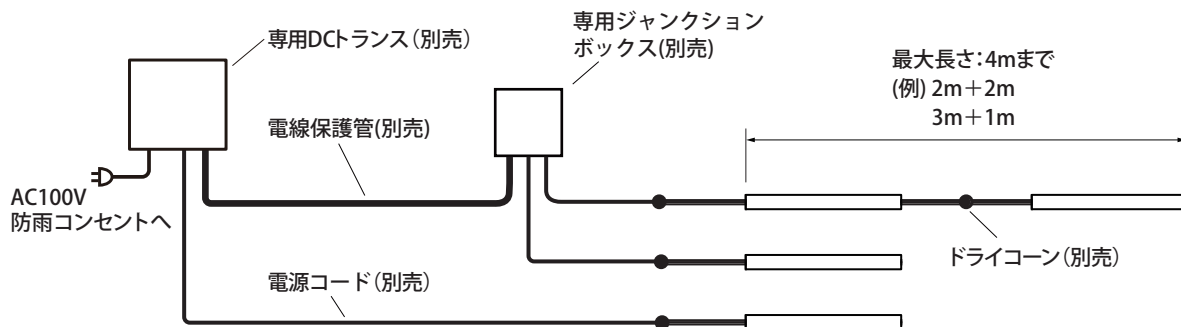 専用DCトランス（別売）
専用ジャンクション
ボックス(別売)
最大長さ：4mまで
(例) 2m＋2m
3m＋1m
電線保護管(別売)
AC100V
防雨コンセントへ
ドライコーン（別売）
電源コード（別売）